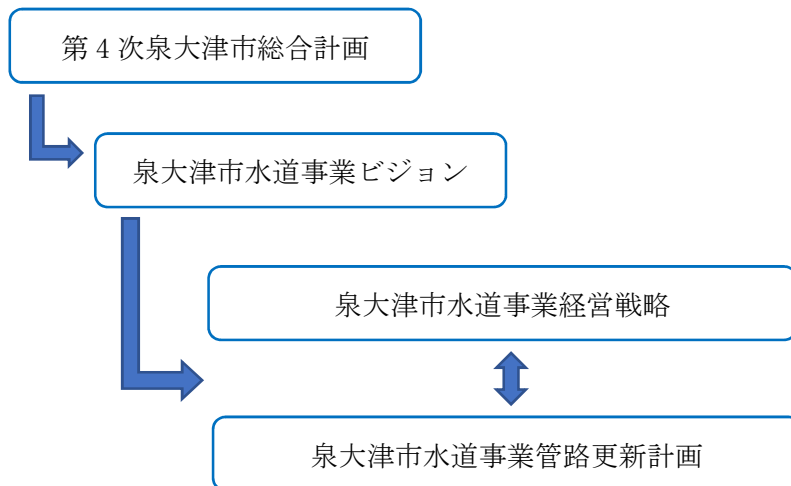 第4次泉大津市総合計画
泉大津市水道事業ビジョン
泉大津市水道事業経営戦略
泉大津市水道事業管路更新計画